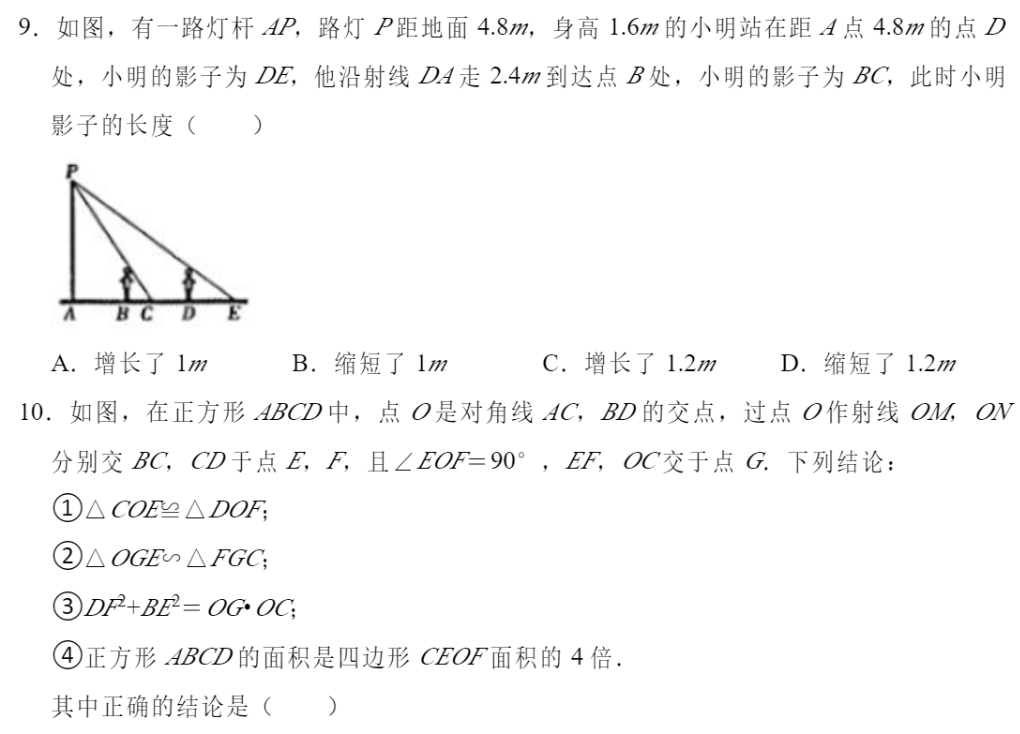 9．如图，有一路灯杆 AP，路灯 P 距地面 4.8m，身高 1.6m 的小明站在距 A 点 4.8m 的点 D
处，小明的影子为 DE，他沿射线 DA 走 2.4m 到达点 B 处，小明的影子为 BC，此时小明
影子的长度（　　）
P
A B C D E
A．增长了 1m B．缩短了 1m C．增长了 1.2m D．缩短了 1.2m
10．如图，在正方形 ABCD 中，点 O 是对角线 AC，BD 的交点，过点 O 作射线 OM，ON
分别交 BC，CD 于点 E，F，且∠EOF＝90°，EF，OC 交于点 G．下列结论：
①△COE≌△DOF；
②△OGE∽△FGC；
③DF²+BE²＝OG•OC；
④正方形 ABCD 的面积是四边形 CEOF 面积的 4 倍．
其中正确的结论是（　　）